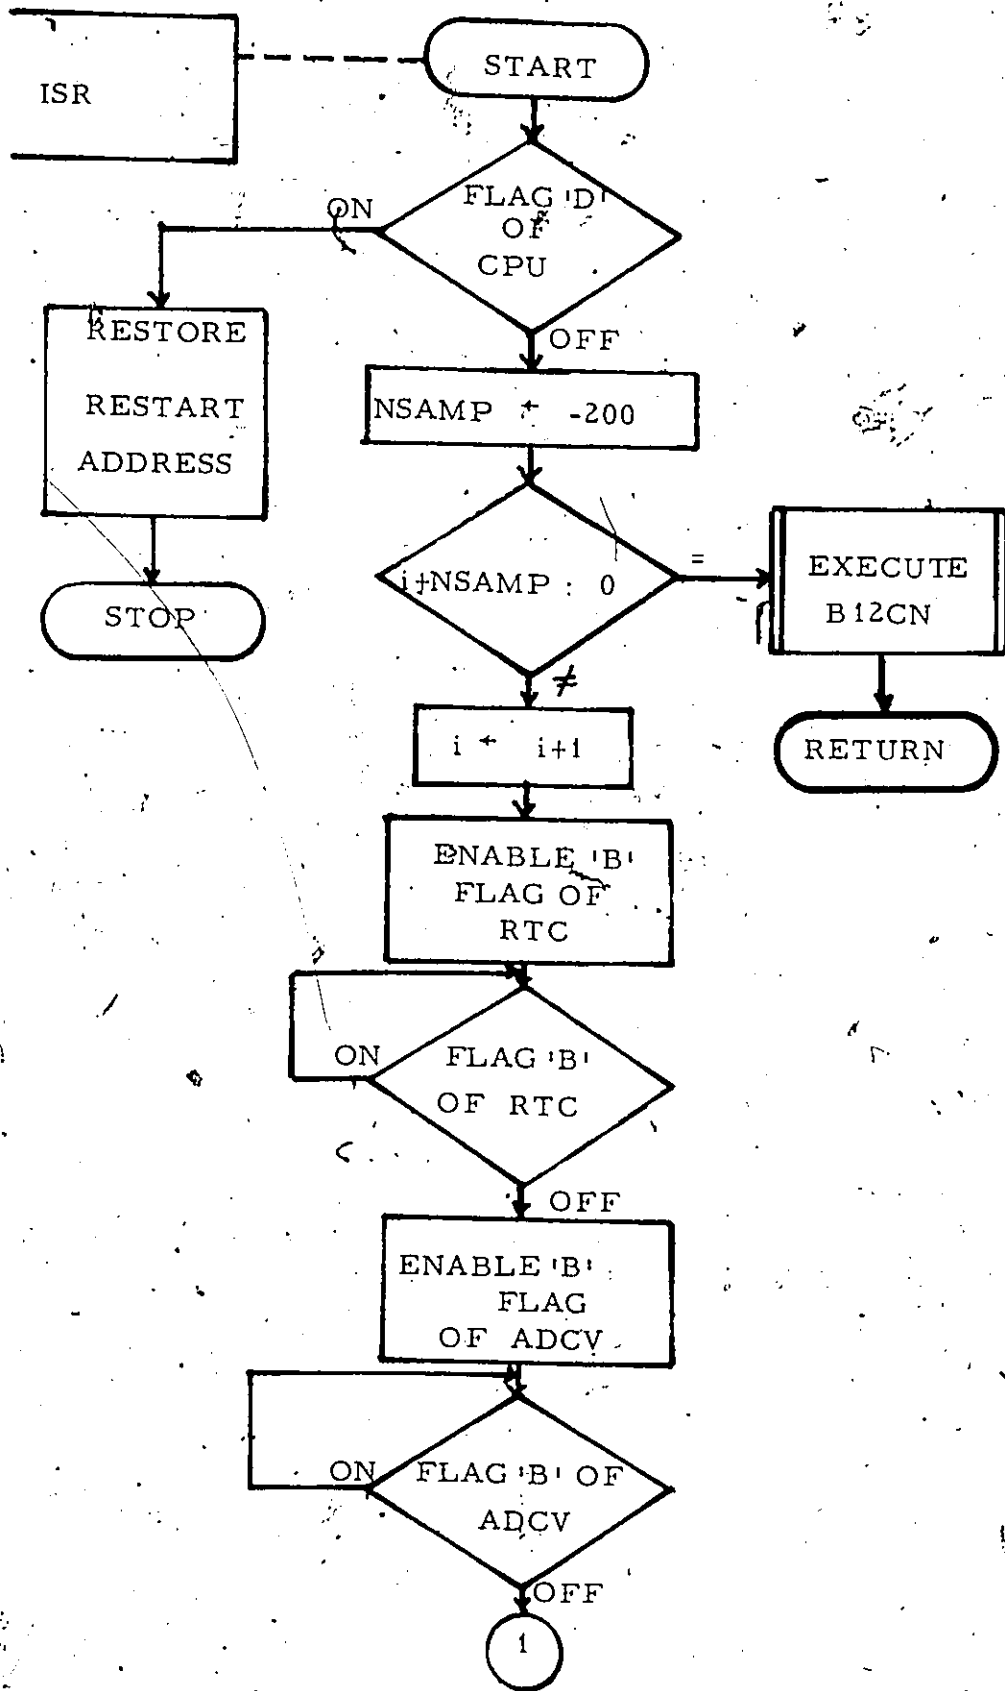 ISR
START
FLAG 'D'
OF
CPU
ON
OFF
RESTORE
RESTART
ADDRESS
STOP
NSAMP ← -200
i+NSAMP : 0
=
≠
EXECUTE
B12CN
RETURN
i ← i+1
ENABLE 'B'
FLAG OF
RTC
FLAG 'B'
OF RTC
ON
OFF
ENABLE 'B'
FLAG
OF ADCV
FLAG 'B' OF
ADCV
ON
OFF
1